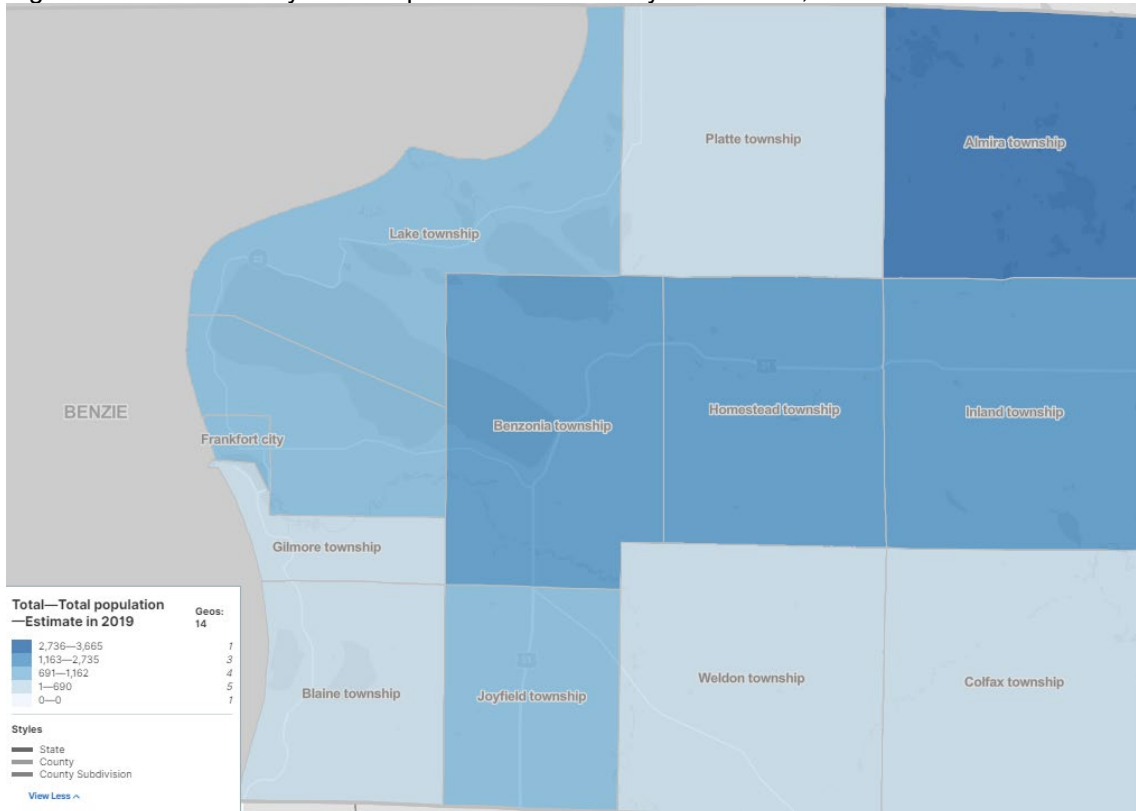 Platte township
Almira township
Lake township
BENZIE
Frankfort city
Benzonia township
Homestead township
Inland township
Gilmore township
Blaine township
Joyfield township
Weldon township
Colfax township
Total—Total population
—Estimate in 2019
Geos:
14
2,736—3,665 1
1,163—2,735 3
691—1,162 4
1—690 5
0—0 1
Styles
State
County
County Subdivision
View Less